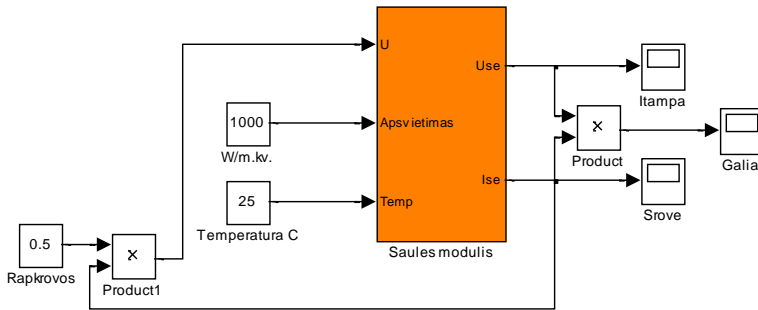 U
Use
Itampa
1000
Apsvietimas
W/m.kv.
Product
Galia
25
Temp
Ise
Temperatura C
Srove
0.5
Saules modulis
Rapkrovos
Product1